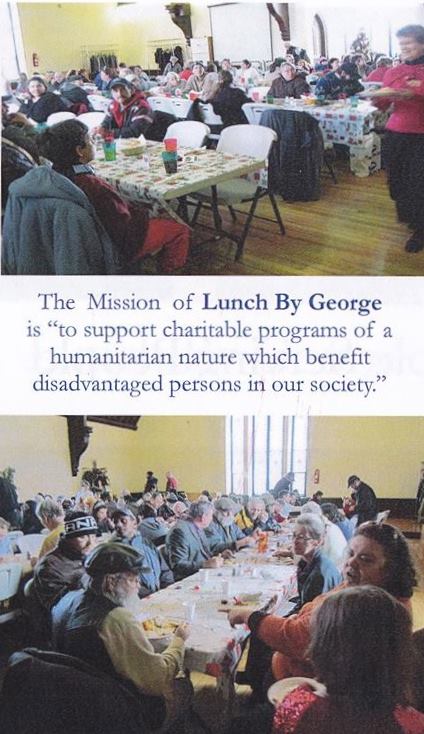 The Mission of Lunch By George
is “to support charitable programs of a
humanitarian nature which benefit
disadvantaged persons in our society.”